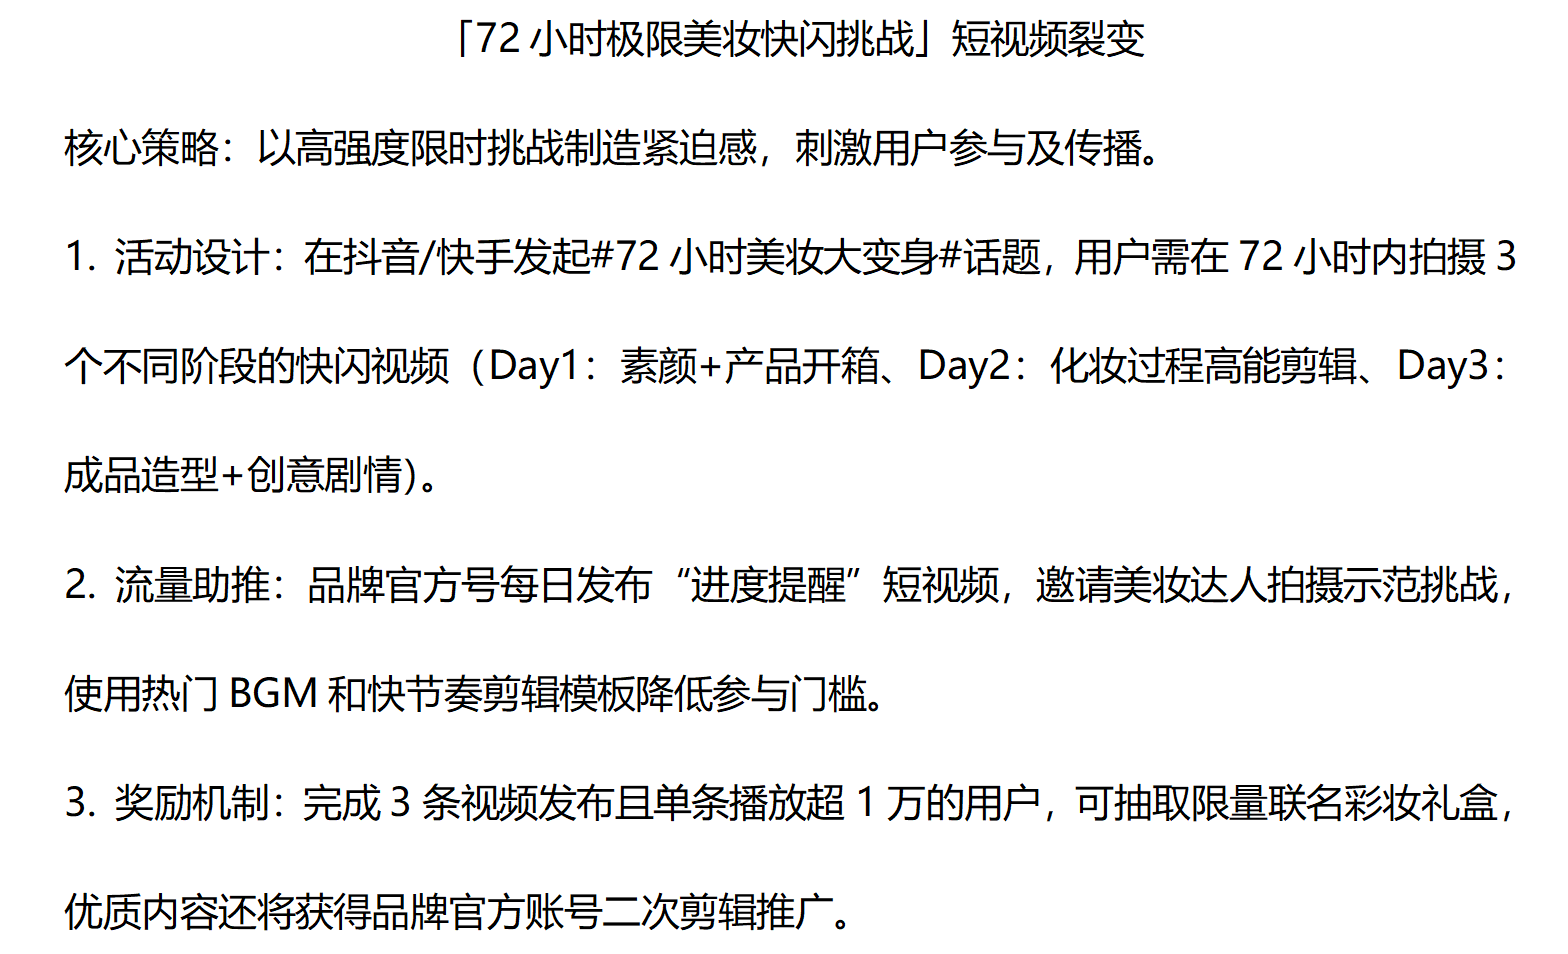 「72 小时极限美妆快闪挑战」短视频裂变
核心策略：以高强度限时挑战制造紧迫感，刺激用户参与及传播。
1. 活动设计：在抖音/快手发起#72 小时美妆大变身#话题，用户需在 72 小时内拍摄 3
个不同阶段的快闪视频（Day1：素颜+产品开箱、Day2：化妆过程高能剪辑、Day3：
成品造型+创意剧情）。
2. 流量助推：品牌官方号每日发布“进度提醒”短视频，邀请美妆达人拍摄示范挑战，
使用热门 BGM 和快节奏剪辑模板降低参与门槛。
3. 奖励机制：完成 3 条视频发布且单条播放超 1 万的用户，可抽取限量联名彩妆礼盒，
优质内容还将获得品牌官方账号二次剪辑推广。